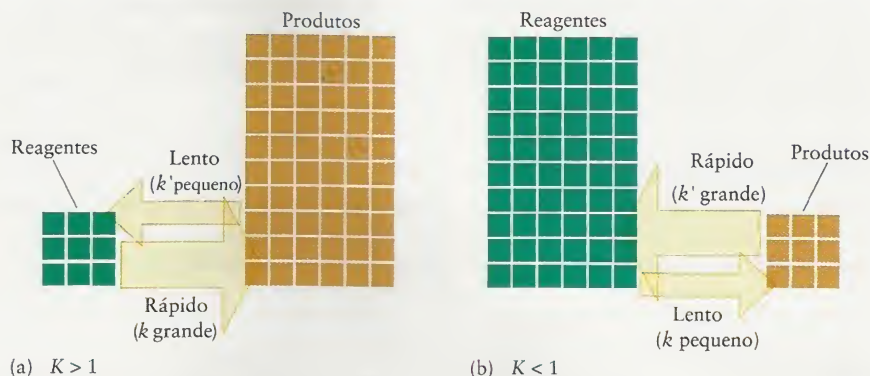 Produtos
Reagentes
Lento
(k' pequeno)
Rápido
(k grande)
(a) K > 1
Reagentes
Rápido
(k' grande)
Produtos
Lento
(k pequeno)
(b) K < 1